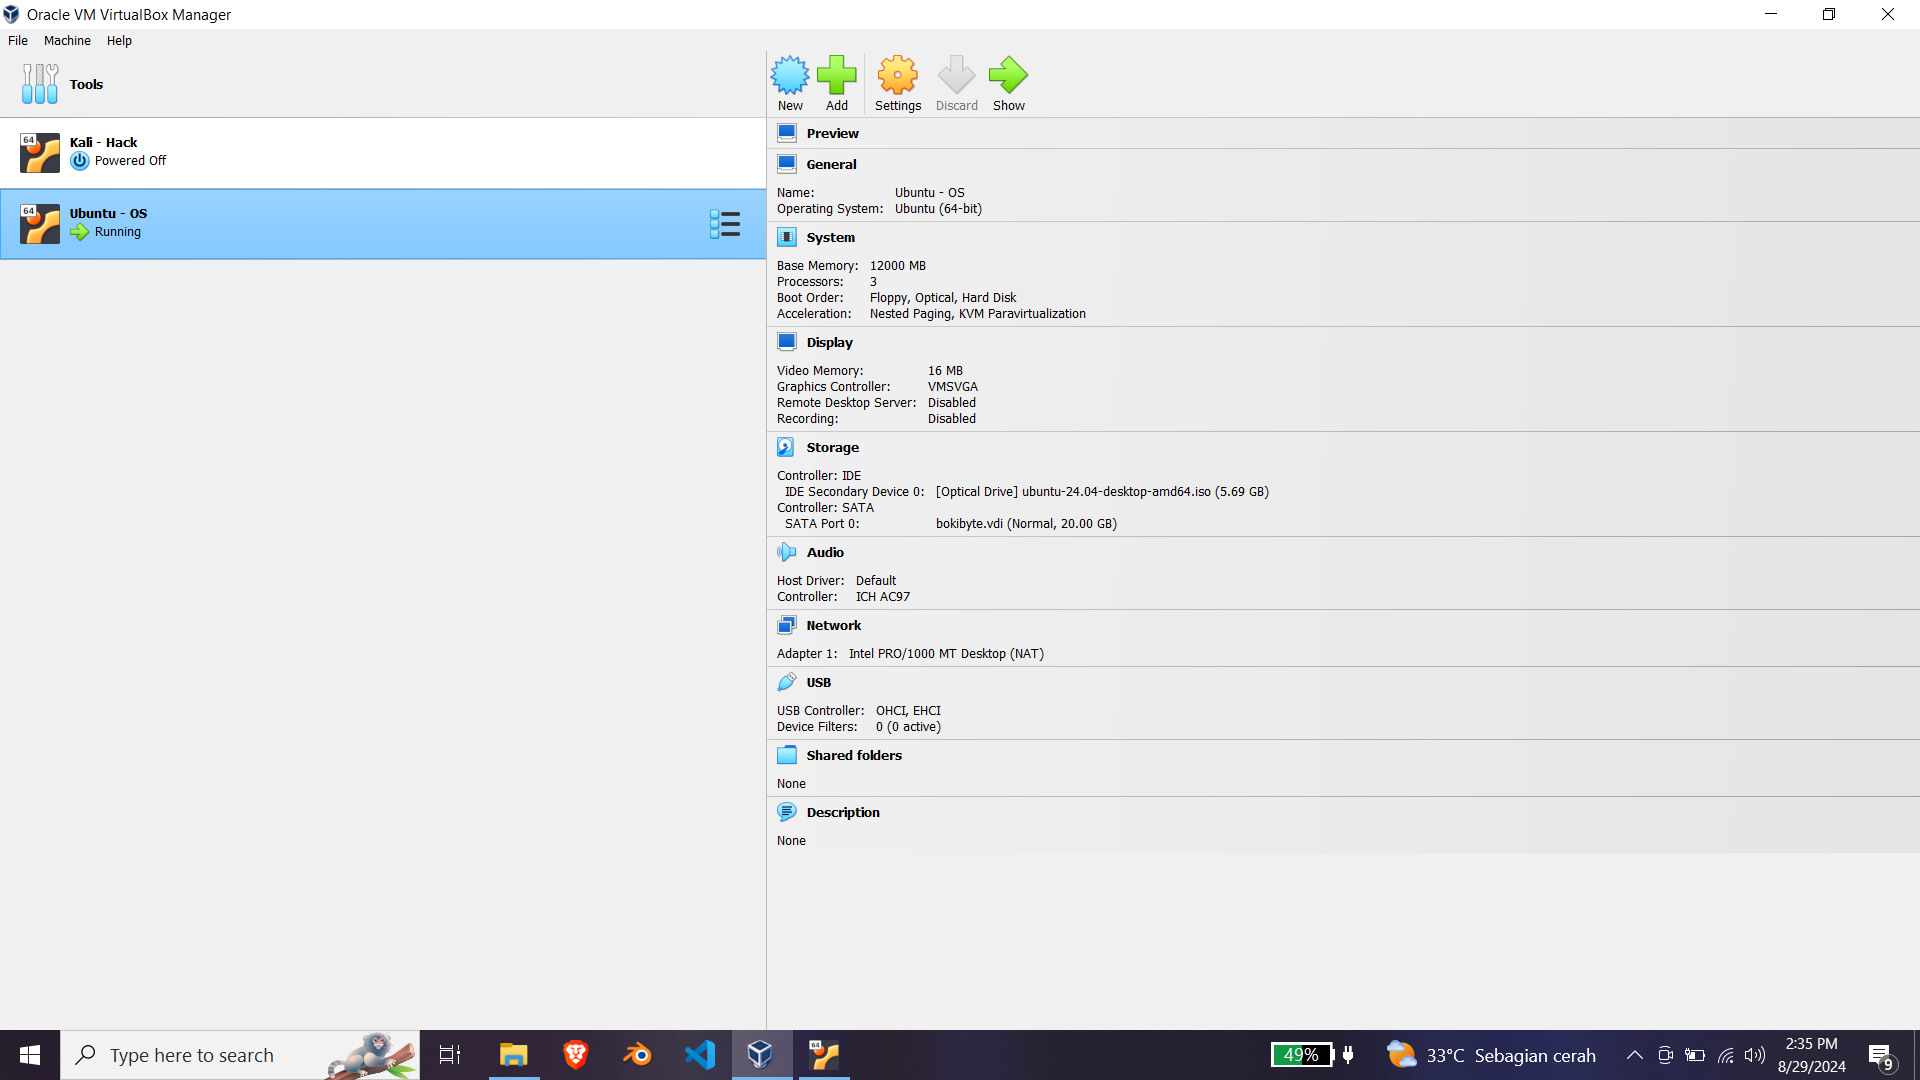 Oracle VM VirtualBox Manager
File Machine Help
Tools
New Add Settings Discard Show
64
Kali - Hack
Powered Off
64
Ubuntu - OS
Running
Preview
General
Name: Ubuntu - OS
Operating System: Ubuntu (64-bit)
System
Base Memory: 12000 MB
Processors: 3
Boot Order: Floppy, Optical, Hard Disk
Acceleration: Nested Paging, KVM Paravirtualization
Display
Video Memory: 16 MB
Graphics Controller: VMSVGA
Remote Desktop Server: Disabled
Recording: Disabled
Storage
Controller: IDE
IDE Secondary Device 0: [Optical Drive] ubuntu-24.04-desktop-amd64.iso (5.69 GB)
Controller: SATA
SATA Port 0: bokibyte.vdi (Normal, 20.00 GB)
Audio
Host Driver: Default
Controller: ICH AC97
Network
Adapter 1: Intel PRO/1000 MT Desktop (NAT)
USB
USB Controller: OHCI, EHCI
Device Filters: 0 (0 active)
Shared folders
None
Description
None
Type here to search
64
49%
33°C Sebagian cerah
2:35 PM
8/29/2024
9